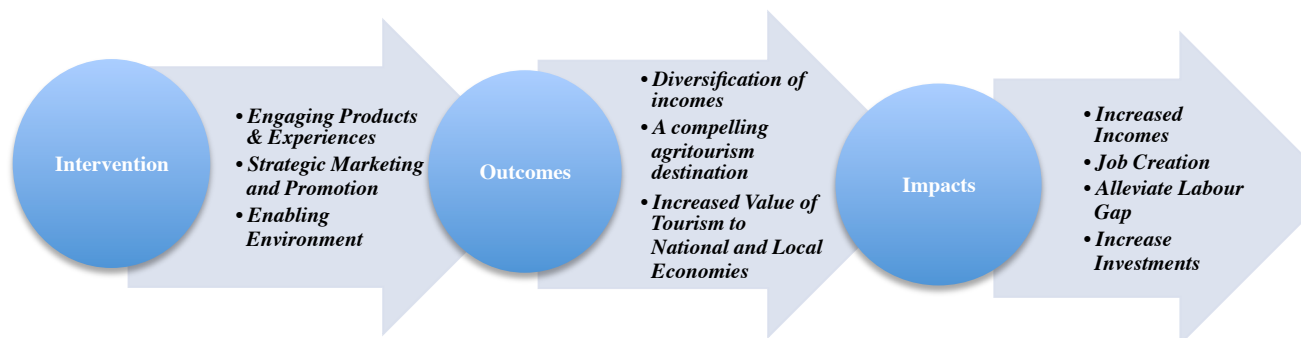 Intervention
• Engaging Products
& Experiences
• Strategic Marketing
and Promotion
• Enabling
Environment
Outcomes
• Diversification of
incomes
• A compelling
agritourism
destination
• Increased Value of
Tourism to
National and Local
Economies
Impacts
• Increased
Incomes
• Job Creation
• Alleviate Labour
Gap
• Increase
Investments